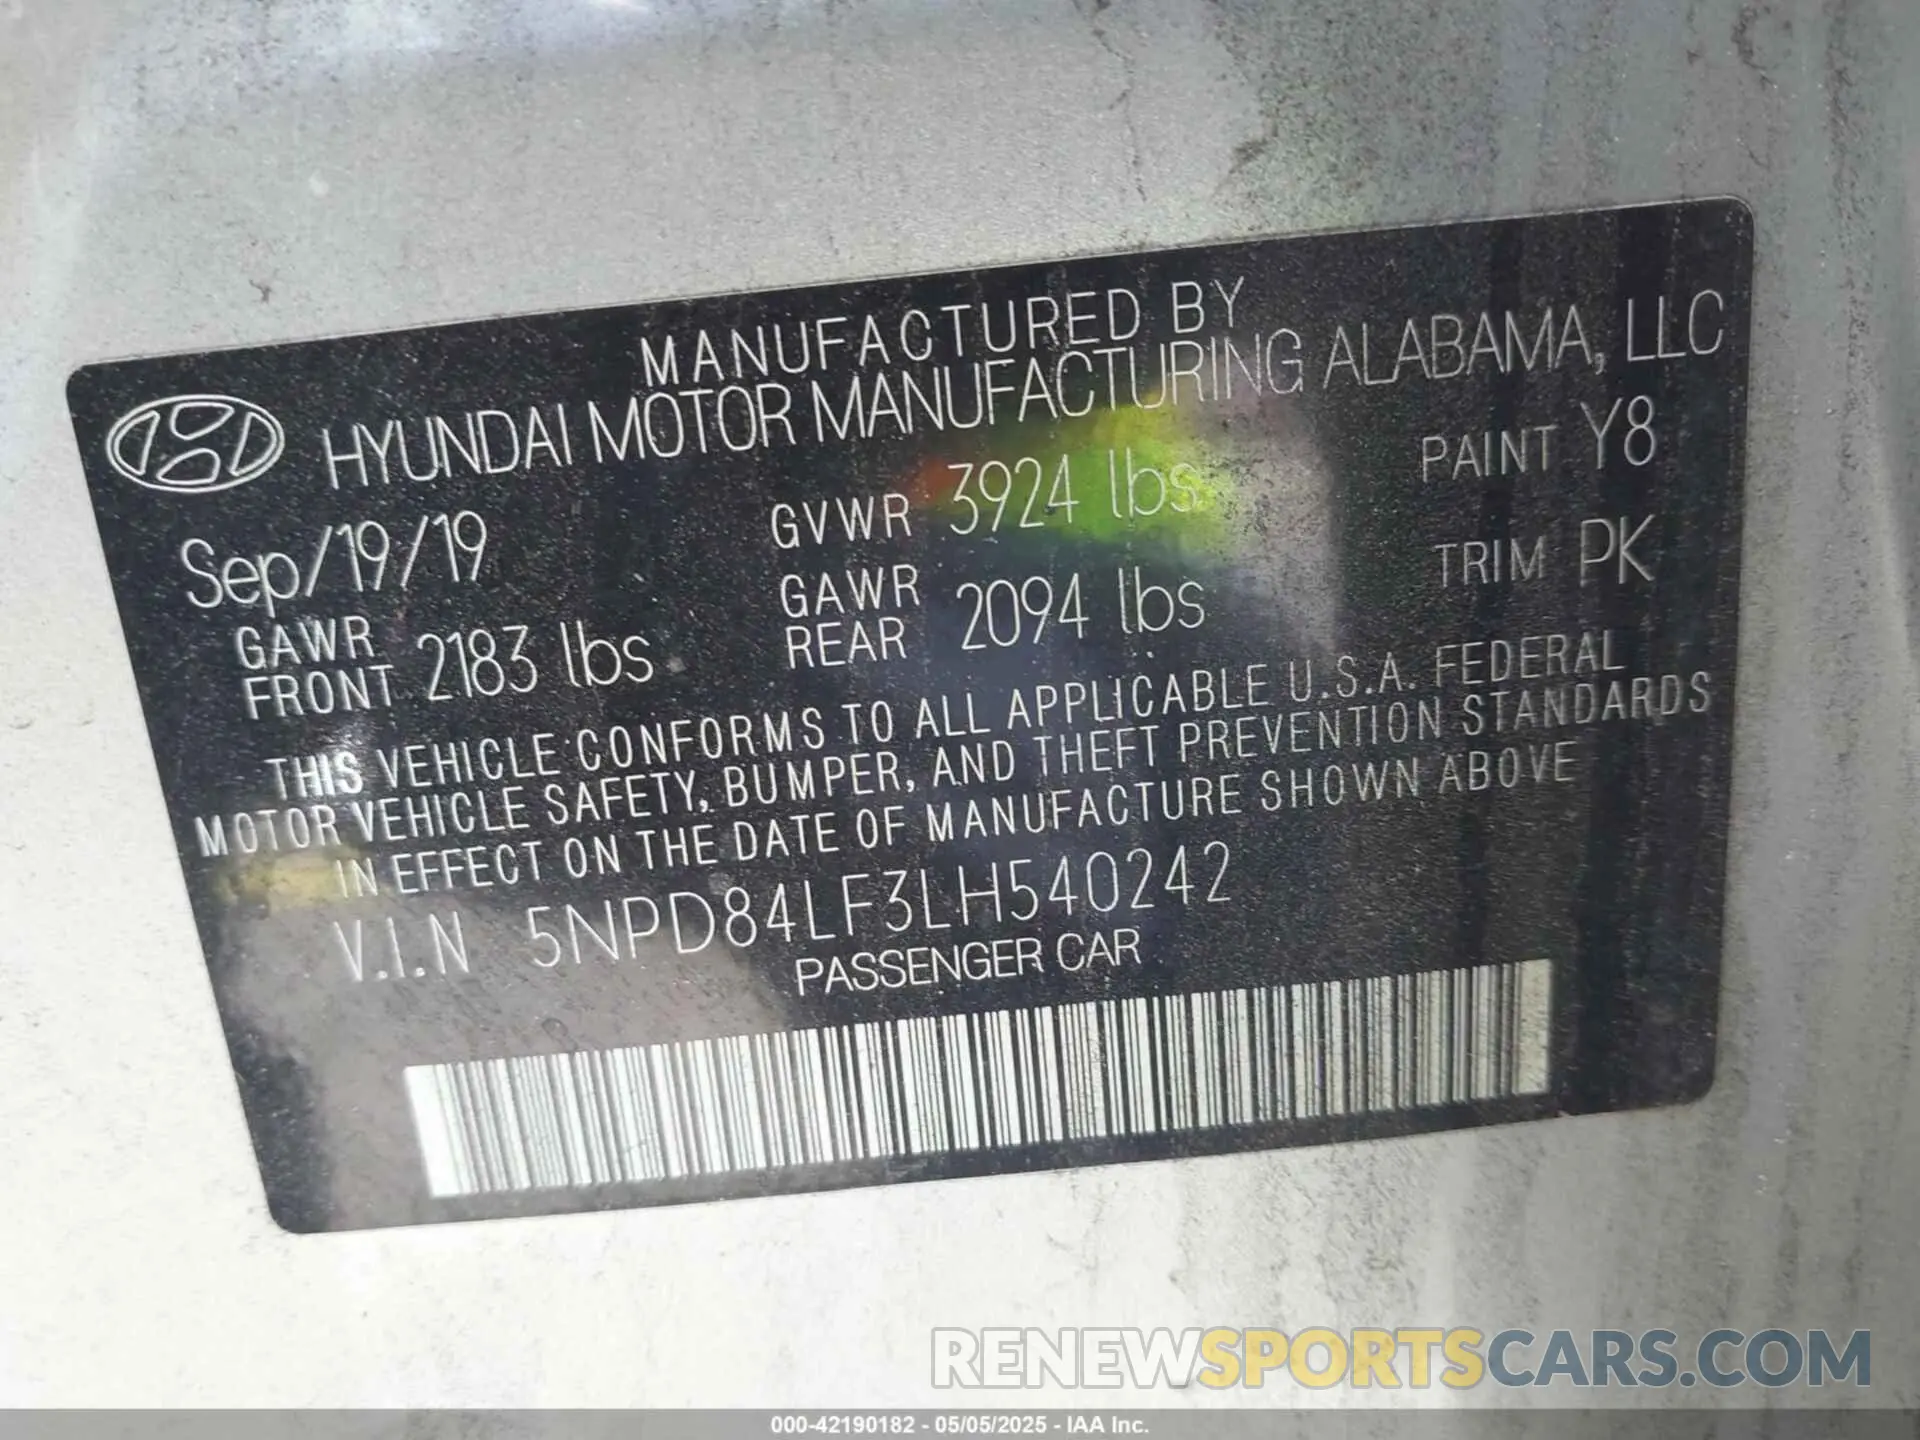 MANUFACTURED BY
HYUNDAI MOTOR MANUFACTURING ALABAMA, LLC
Sep/19/19 GVWR 3924 lbs PAINT Y8
GAWR FRONT 2183 lbs GAWR REAR 2094 lbs TRIM PK
THIS VEHICLE CONFORMS TO ALL APPLICABLE U.S.A. FEDERAL
MOTOR VEHICLE SAFETY, BUMPER, AND THEFT PREVENTION STANDARDS
IN EFFECT ON THE DATE OF MANUFACTURE SHOWN ABOVE
V.I.N 5NPD84LF3LH540242
PASSENGER CAR
RENEWSPORTSCARS.COM
000-42190182 - 05/05/2025 - IAA Inc.